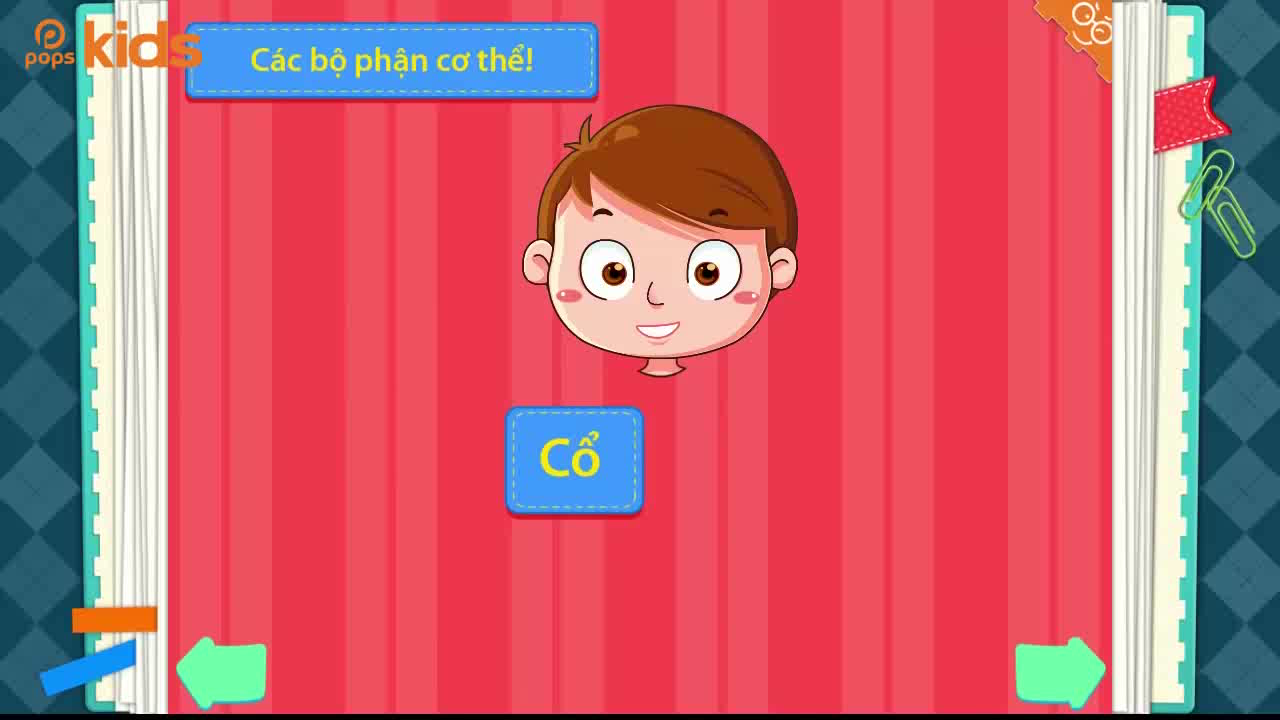 pops kids
Các bộ phận cơ thể!
Cổ